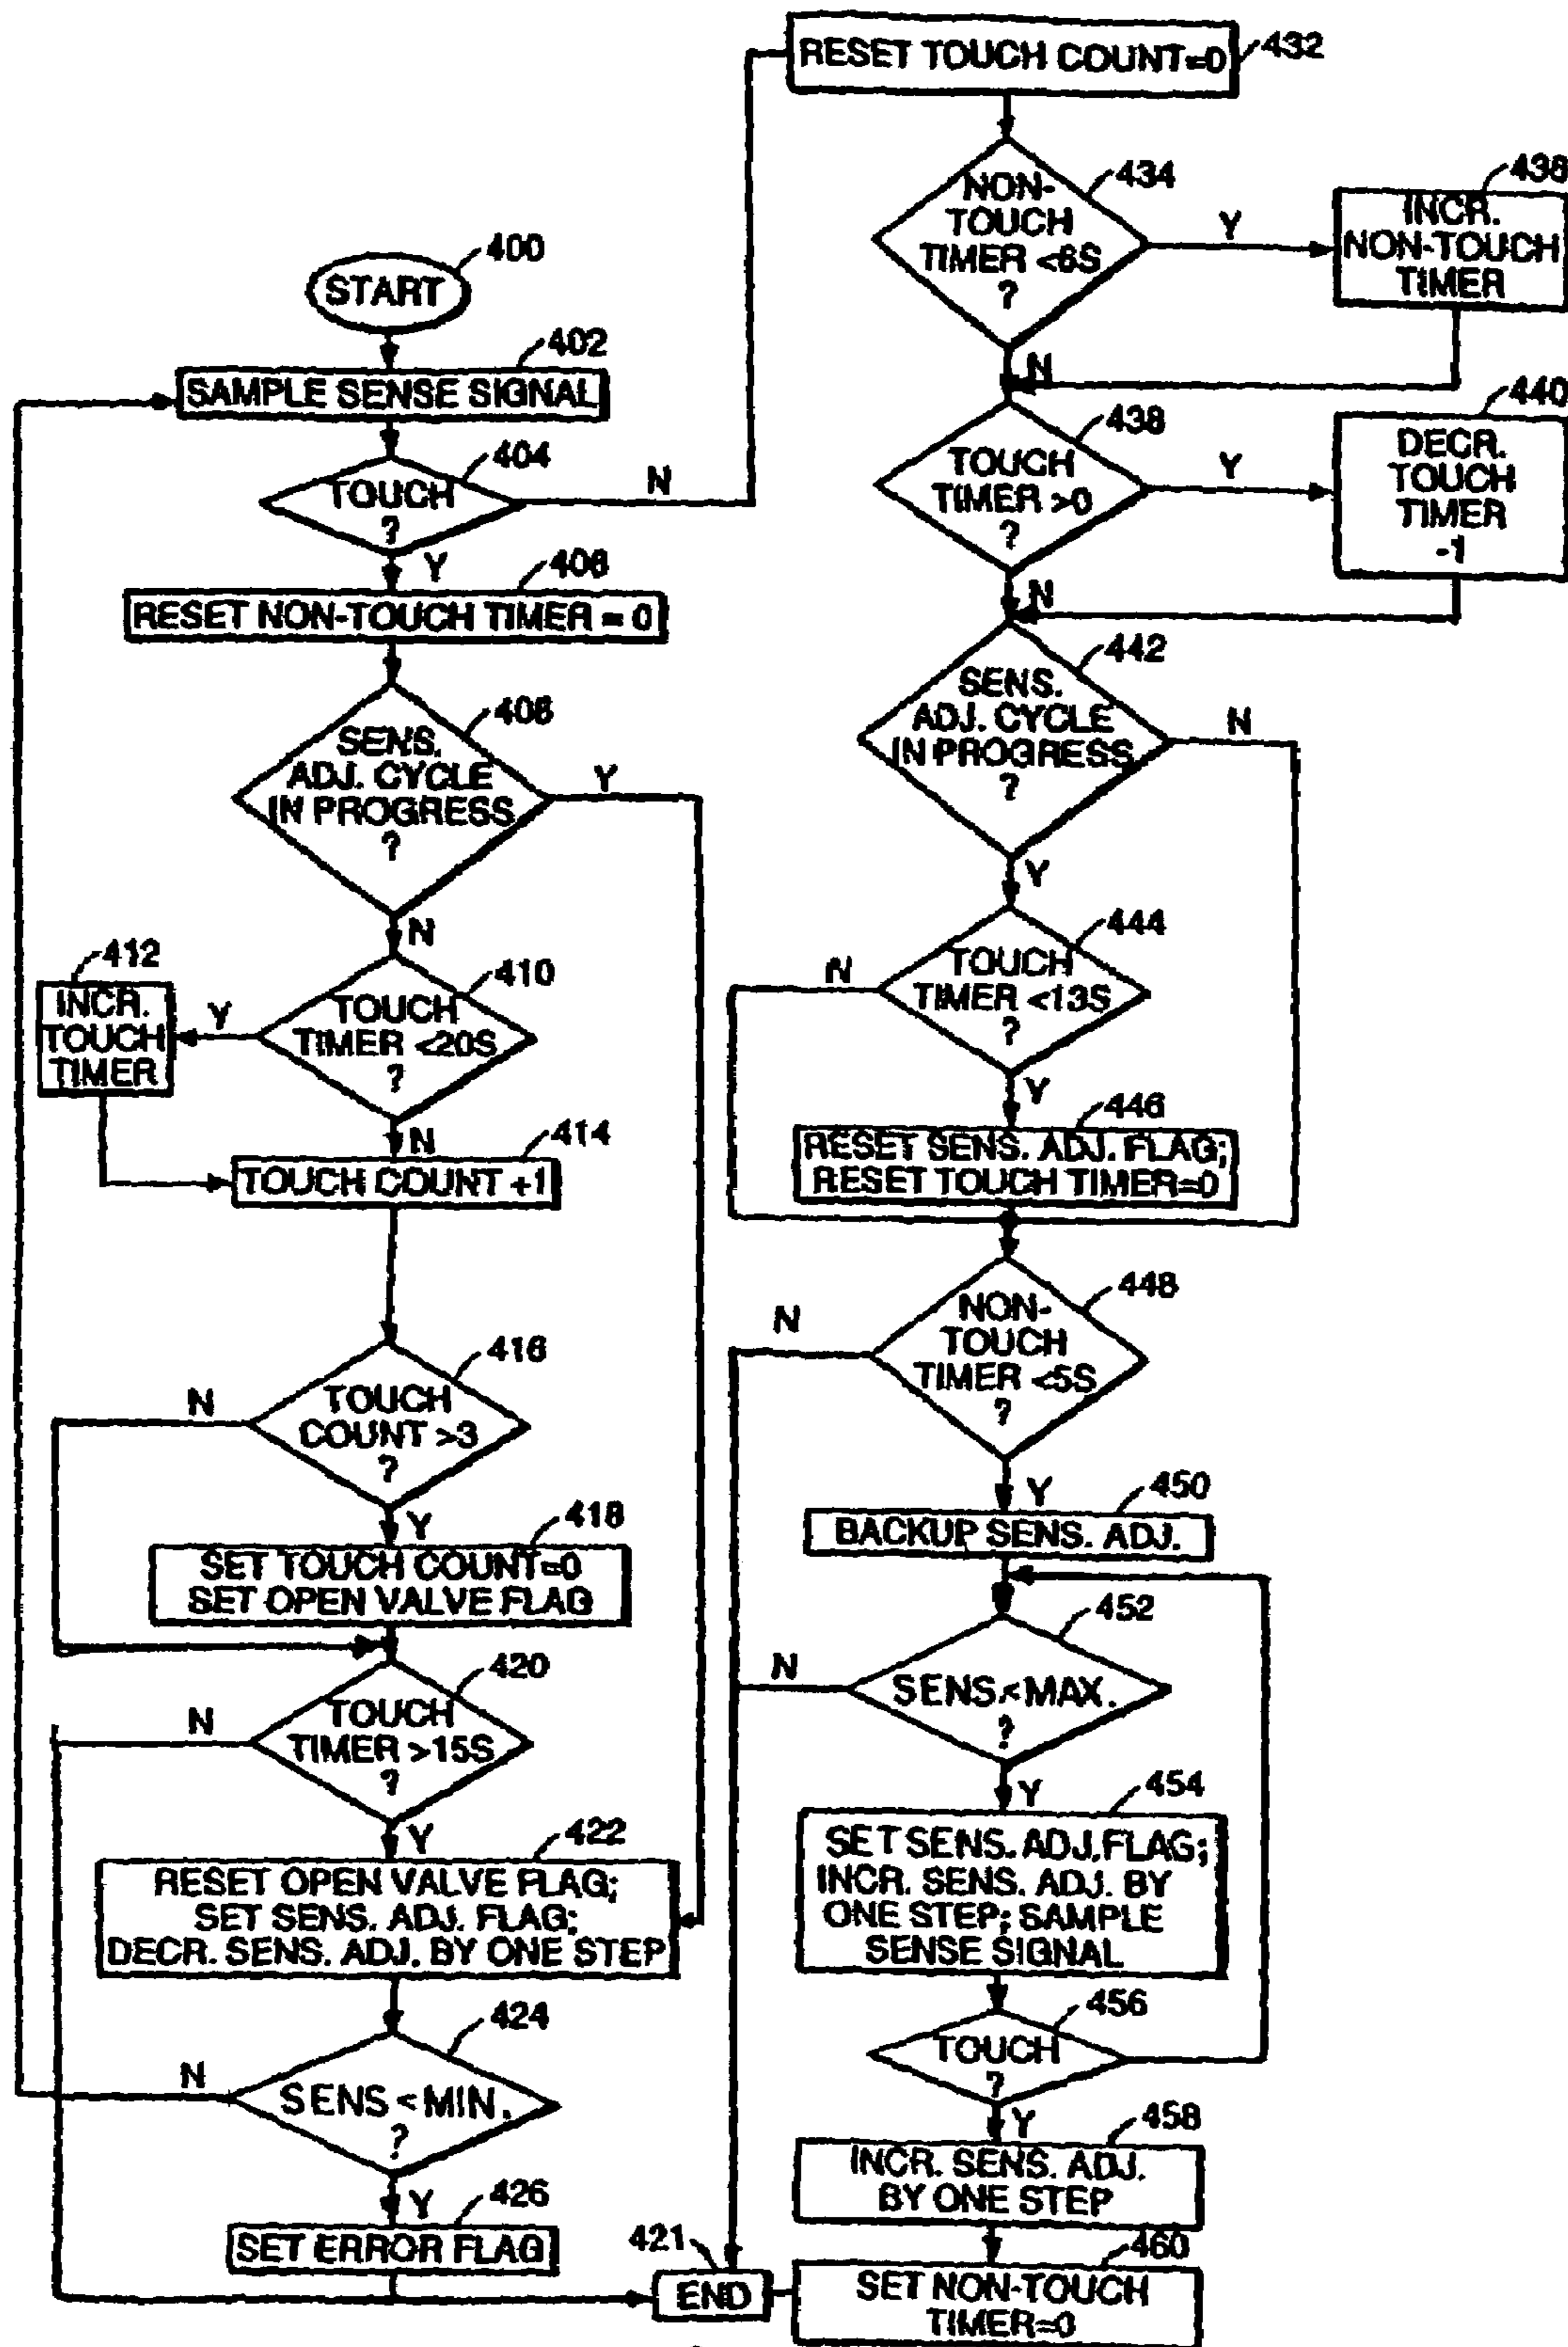 400
START
402
SAMPLE SENSE SIGNAL
404
TOUCH
?
N
Y
406
RESET NON-TOUCH TIMER = 0
408
SENS.
ADJ. CYCLE
IN PROGRESS
?
Y
N
410
TOUCH
TIMER <20S
?
Y
N
412
INCR.
TOUCH
TIMER
414
TOUCH COUNT +1
416
TOUCH
COUNT >3
?
N
Y
418
SET TOUCH COUNT=0
SET OPEN VALVE FLAG
420
TOUCH
TIMER >15S
?
N
Y
422
RESET OPEN VALVE FLAG;
SET SENS. ADJ. FLAG;
DECR. SENS. ADJ. BY ONE STEP
424
SENS < MIN.
?
N
Y
426
SET ERROR FLAG
421
END
RESET TOUCH COUNT=0
432
434
NON-
TOUCH
TIMER <6S
?
Y
N
436
INCR.
NON-TOUCH
TIMER
438
TOUCH
TIMER >0
?
Y
N
440
DECR.
TOUCH
TIMER
-1
442
SENS.
ADJ. CYCLE
IN PROGRESS
?
N
Y
444
TOUCH
TIMER <13S
?
N
Y
446
RESET SENS. ADJ. FLAG;
RESET TOUCH TIMER=0
448
NON-
TOUCH
TIMER <5S
?
N
Y
450
BACKUP SENS. ADJ.
452
SENS.<MAX.
?
N
Y
454
SET SENS. ADJ.FLAG;
INCR. SENS. ADJ. BY
ONE STEP; SAMPLE
SENSE SIGNAL
456
TOUCH
?
Y
458
INCR. SENS. ADJ.
BY ONE STEP
460
SET NON-TOUCH
TIMER=0